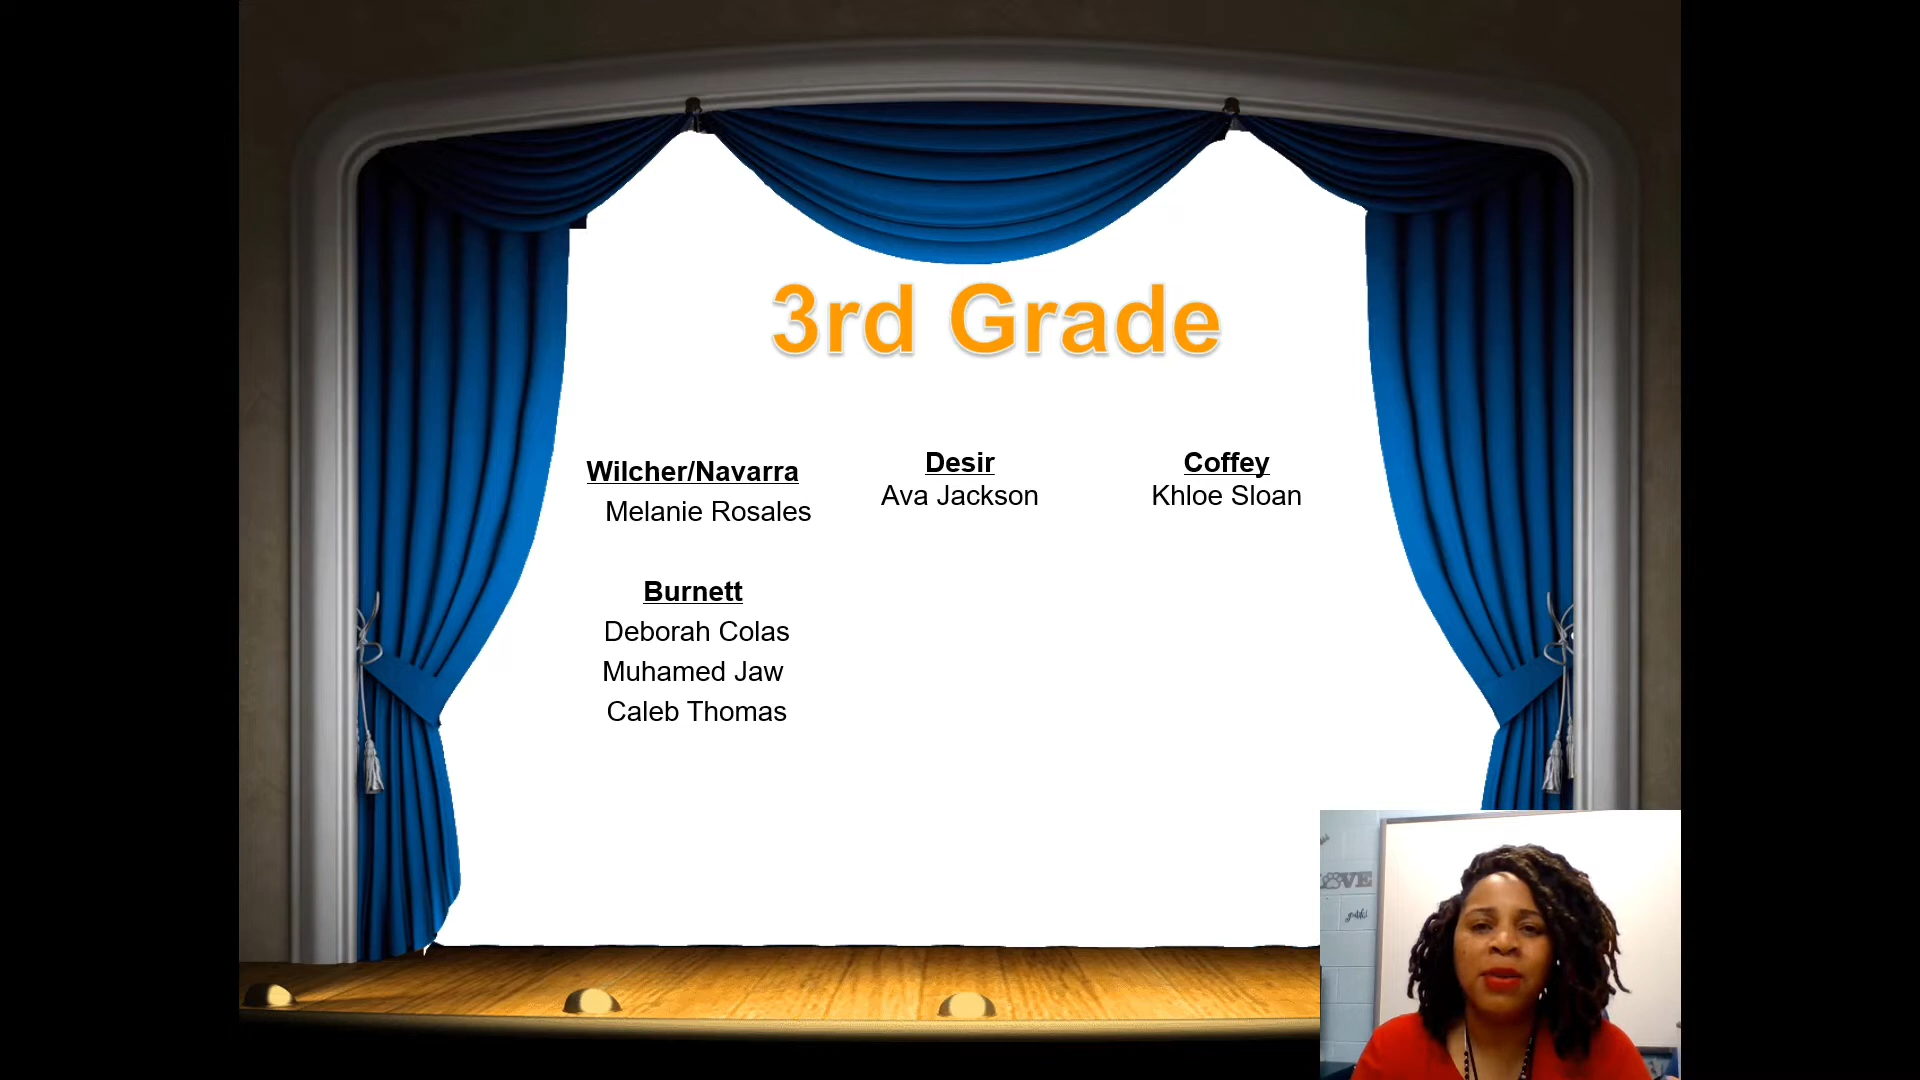 3rd Grade
Wilcher/Navarra
Melanie Rosales
Burnett
Deborah Colas
Muhamed Jaw
Caleb Thomas
Desir
Ava Jackson
Coffey
Khloe Sloan